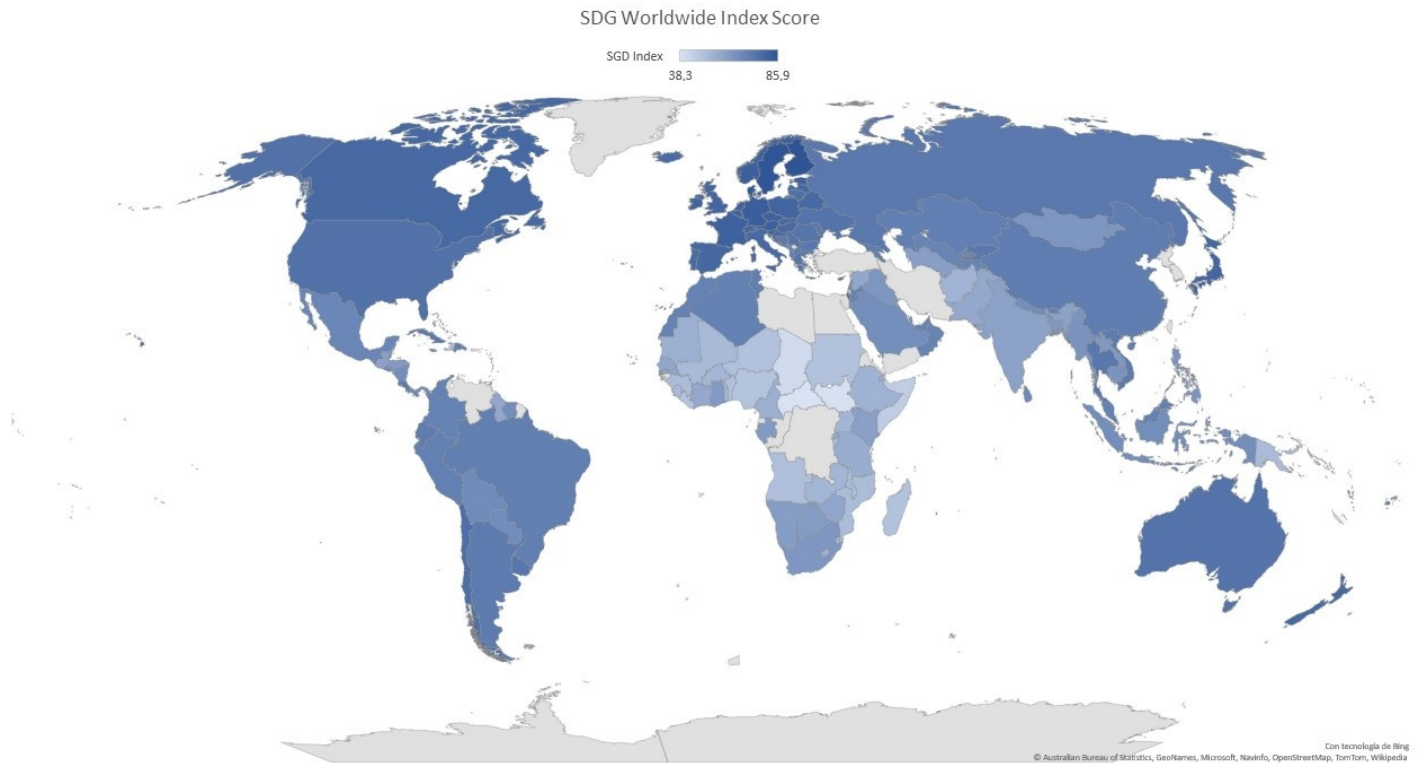 SDG Worldwide Index Score
SGD Index
38,3 85,9
Con tecnología de Bing
© Australian Bureau of Statistics, GeoNames, Microsoft, Navinfo, OpenStreetMap, TomTom, Wikipedia